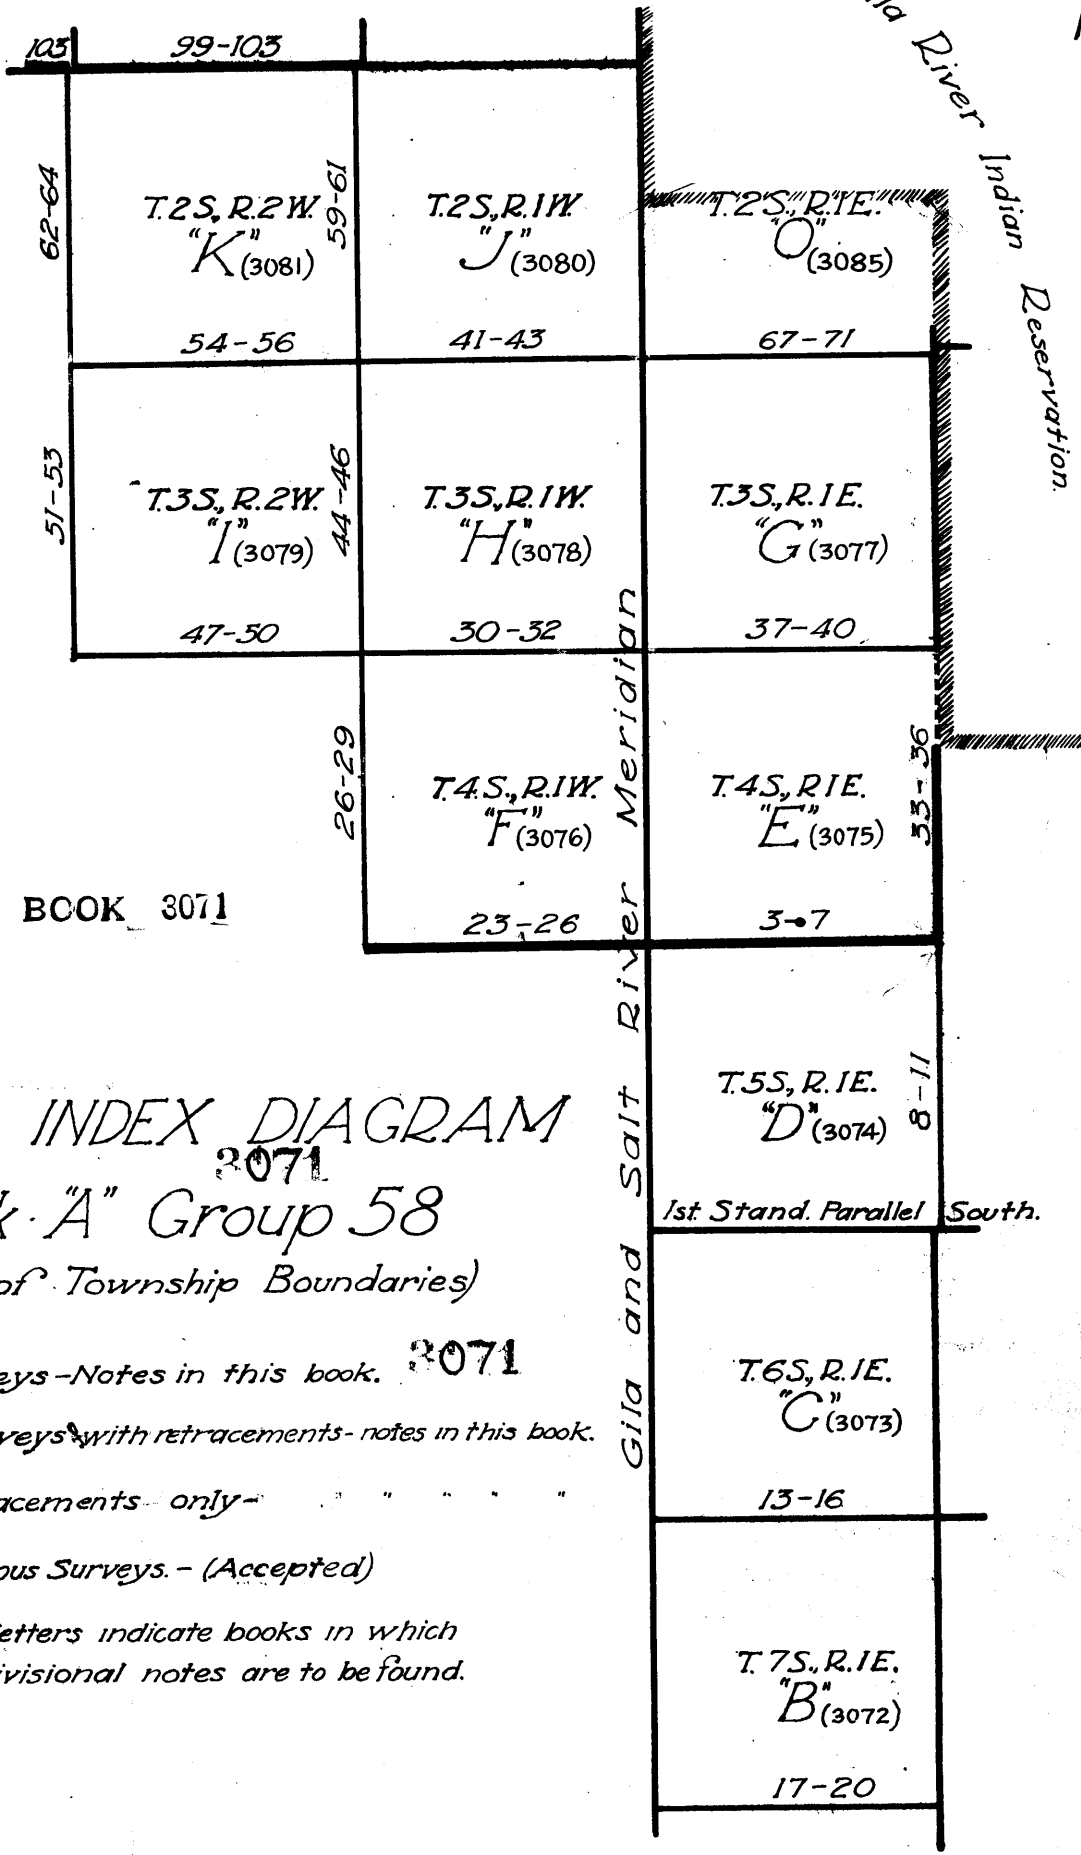 River Indian Reservation.
103
99-103
62-64
T.2S., R.2W.
"K" (3081)
59-61
T.2S., R.1W.
"J" (3080)
T.2S., R.1E.
"O" (3085)
54-56
41-43
67-71
51-53
T.3S., R.2W.
"I" (3079)
44-46
T.3S., R.1W.
"H" (3078)
T.3S., R.1E.
"G" (3077)
47-50
30-32
37-40
26-29
T.4.S., R.1W.
"F" (3076)
T.4S., R1E.
"E" (3075)
33-36
BOOK 3071
23-26
3-7
Gila and Salt River Meridian
T.5S., R.1E.
"D" (3074)
8-11
INDEX DIAGRAM
3071
"A" Group 58
of Township Boundaries)
1st. Stand. Parallel South.
eys-Notes in this book. 3071
veys with retracements-notes in this book.
acements only- " " " " "
ous Surveys.-(Accepted)
etters indicate books in which
ivisional notes are to be found.
T.6S., R.1E.
"C" (3073)
13-16
T.7S., R.1E.
"B" (3072)
17-20